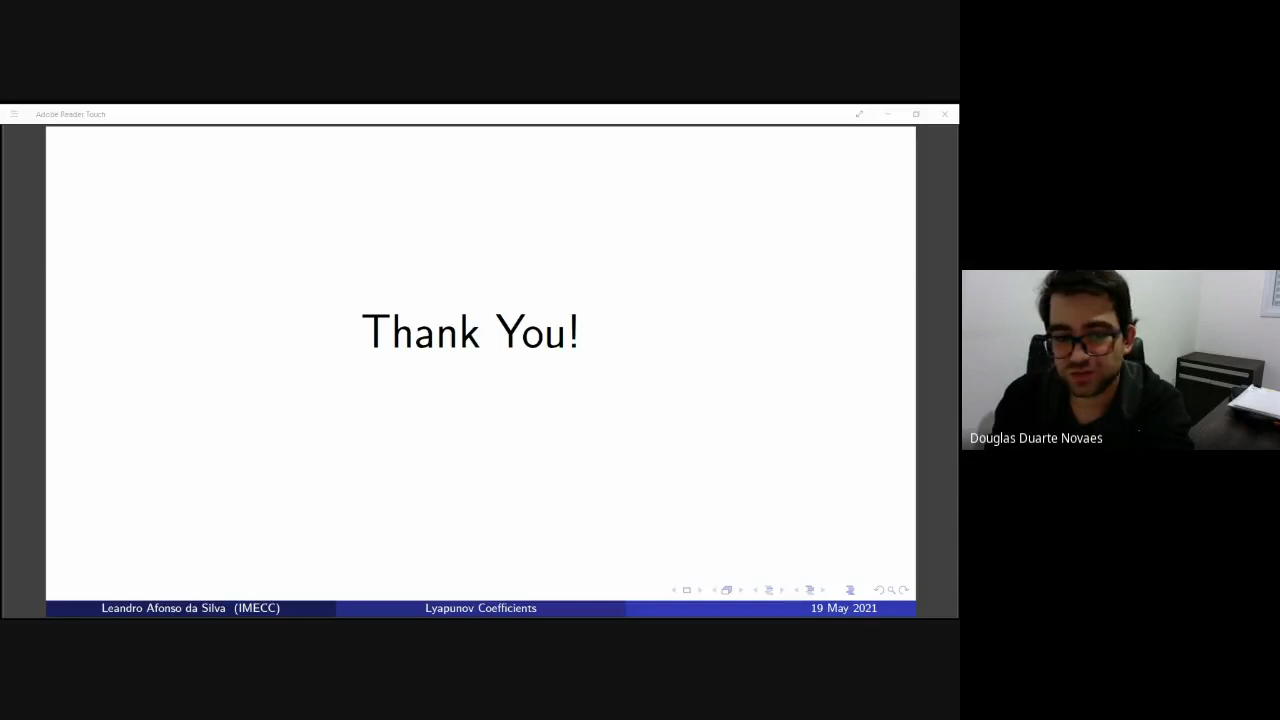 Adobe Reader Touch
Thank You!
Leandro Afonso da Silva (IMECC)
Lyapunov Coefficients
19 May 2021
Douglas Duarte Novaes